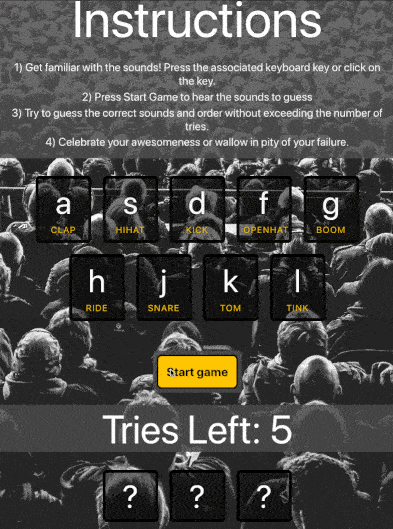 Instructions
1) Get familiar with the sounds! Press the associated keyboard key or click on
the key.
2) Press Start Game to hear the sounds to guess
3) Try to guess the correct sounds and order without exceeding the number of
tries.
4) Celebrate your awesomeness or wallow in pity of your failure.
a s d f g
CLAP HIHAT KICK OPENHAT BOOM
h j k l
RIDE SNARE TOM TINK
Start game
Tries Left: 5
? ? ?